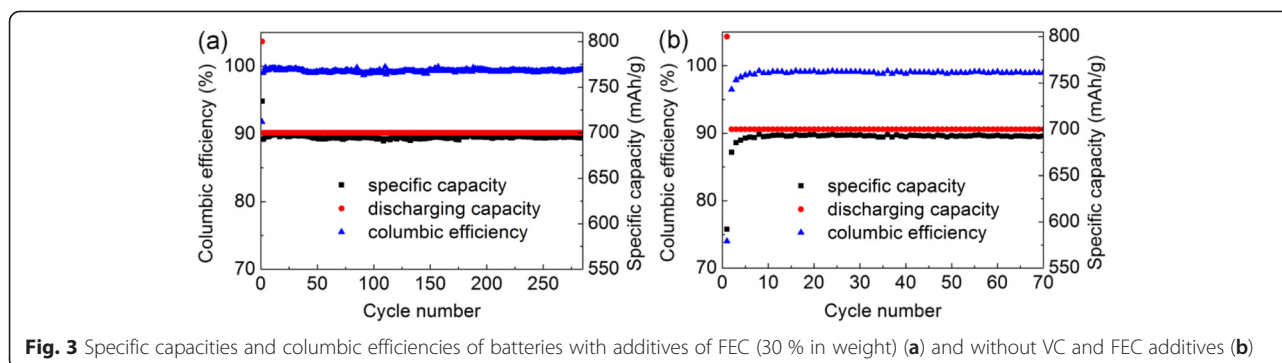 (a)
Columbic efficiency (%)
100
90
80
70
800
750
700
650
600
550
Specific capacity (mAh/g)
specific capacity
discharging capacity
columbic efficiency
0 50 100 150 200 250
Cycle number
(b)
Columbic efficiency (%)
100
90
80
70
800
750
700
650
600
550
Specific capacity (mAh/g)
specific capacity
discharging capacity
columbic efficiency
0 10 20 30 40 50 60 70
Cycle number
Fig. 3 Specific capacities and columbic efficiencies of batteries with additives of FEC (30 % in weight) (a) and without VC and FEC additives (b)